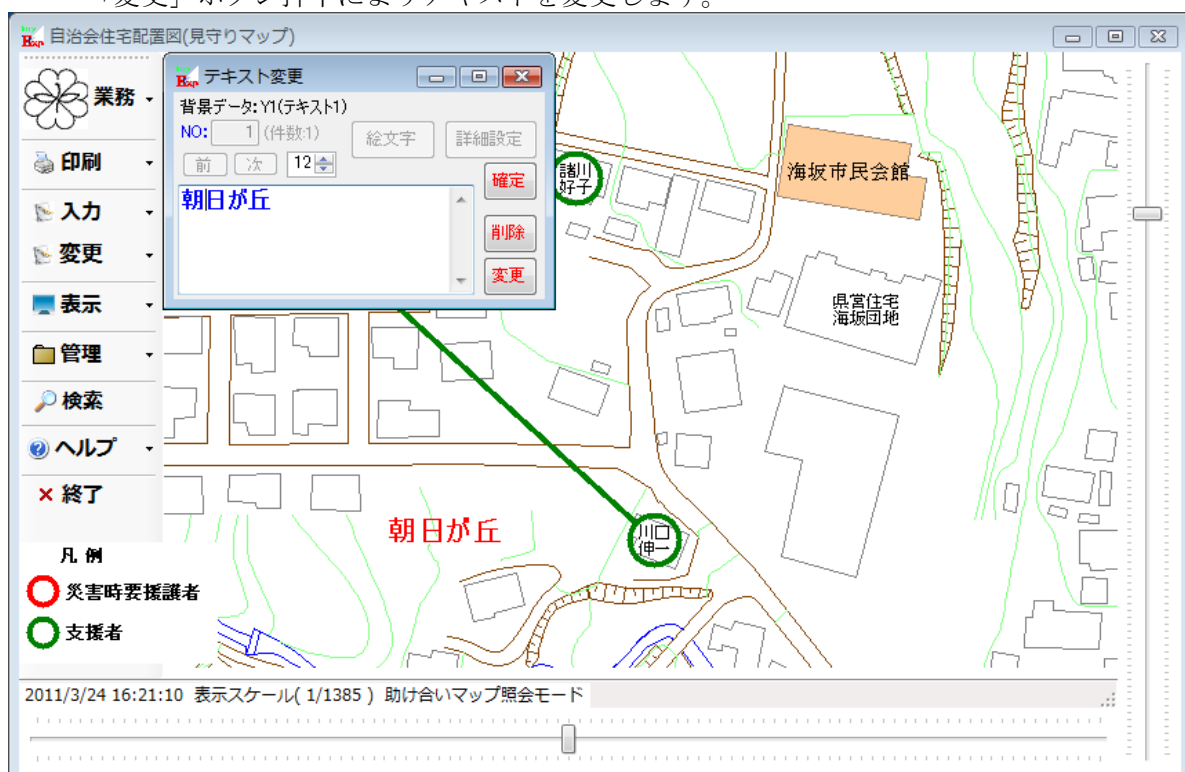 「変更」ボタン押下によりテキストを変更します。
自治会住宅配置図(見守りマップ)
業務
印刷
入力
変更
表示
管理
検索
ヘルプ
終了
テキスト変更
背景データ:Y1(テキスト1)
NO: 1 (件数:1)
絵文字
詳細設定
前 次 12
確定
朝日が丘
削除
変更
諸川
好子
海坂市民会館
県営住宅
海坂団地
朝日が丘
川口
伸一
凡例
災害時要援護者
支援者
2011/3/24 16:21:10 表示スケール( 1/1385 ) 助け合いマップ照会モード